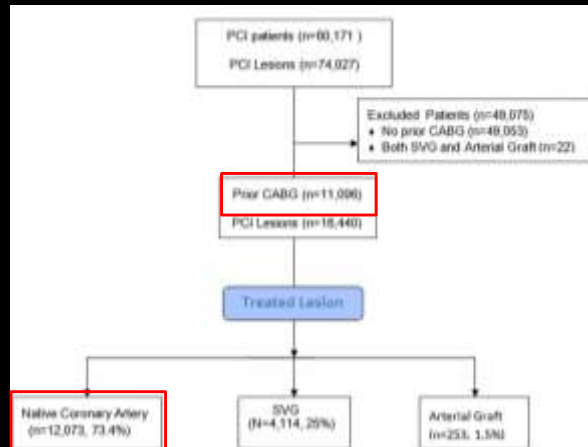 PCI patients (n=60,171 )
PCI Lesions (n=74,027)
Excluded Patients (n=49,075)
♦ No prior CABG (n=49,053)
♦ Both SVG and Arterial Graft (n=22)
Prior CABG (n=11,096)
PCI Lesions (n=16,440)
Treated Lesion
Native Coronary Artery
(n=12,073, 73.4%)
SVG
(N=4,114, 25%)
Arterial Graft
(n=253, 1.5%)